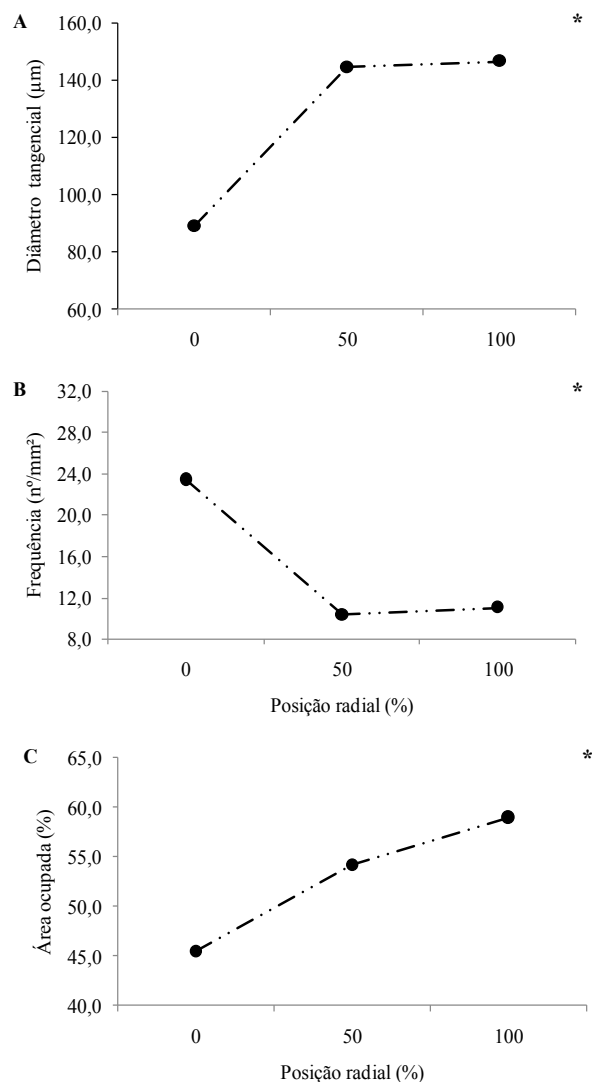 A
*
Diâmetro tangencial (µm)
160,0
140,0
120,0
100,0
80,0
60,0
0 50 100
B
*
Frequência (nº/mm²)
32,0
28,0
24,0
20,0
16,0
12,0
8,0
0 50 100
Posição radial (%)
C
*
Área ocupada (%)
65,0
60,0
55,0
50,0
45,0
40,0
0 50 100
Posição radial (%)